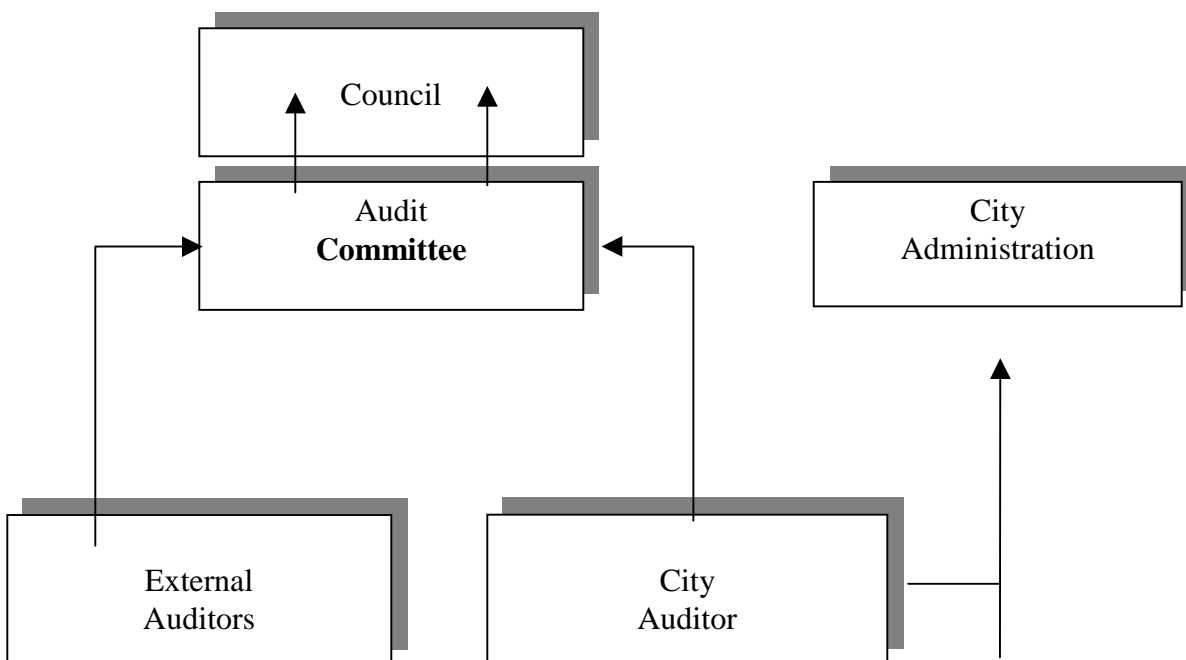 Council
Audit
Committee
City
Administration
External
Auditors
City
Auditor